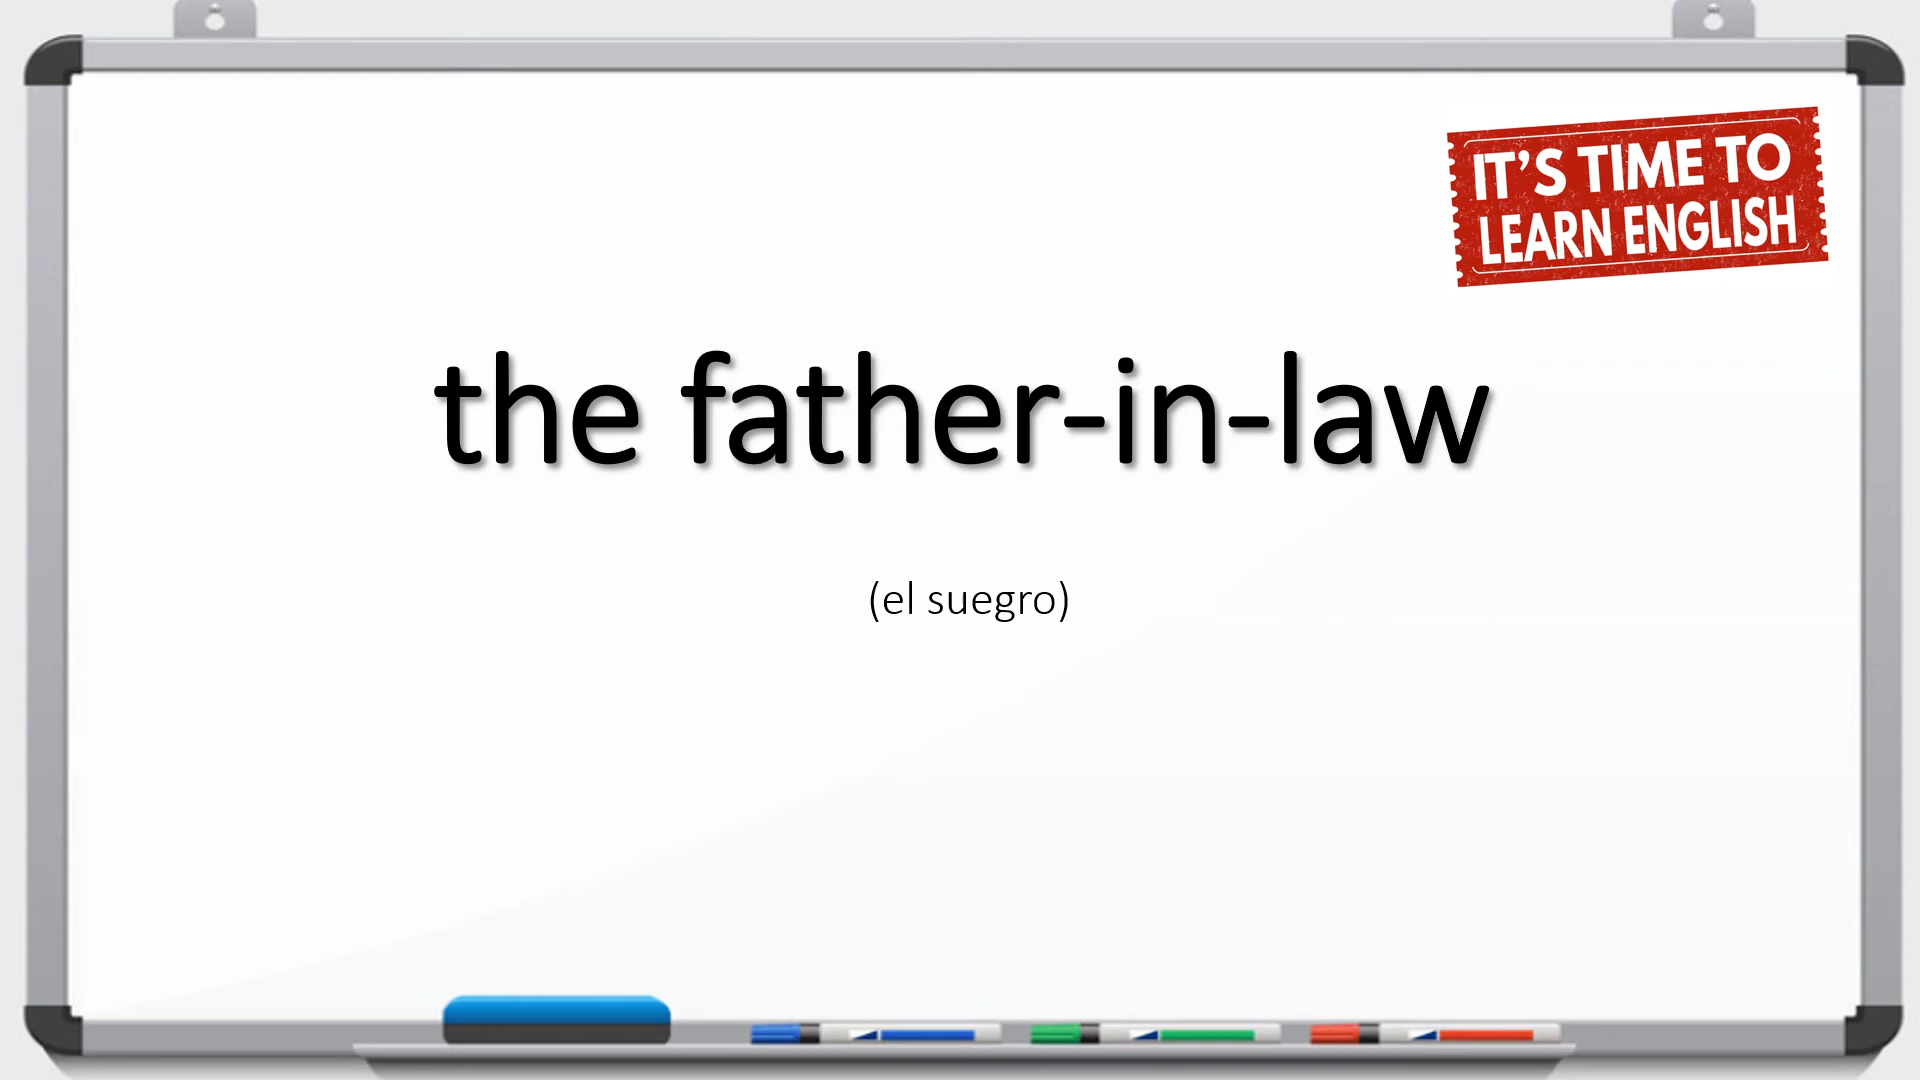 IT'S TIME TO
LEARN ENGLISH
the father-in-law
(el suegro)